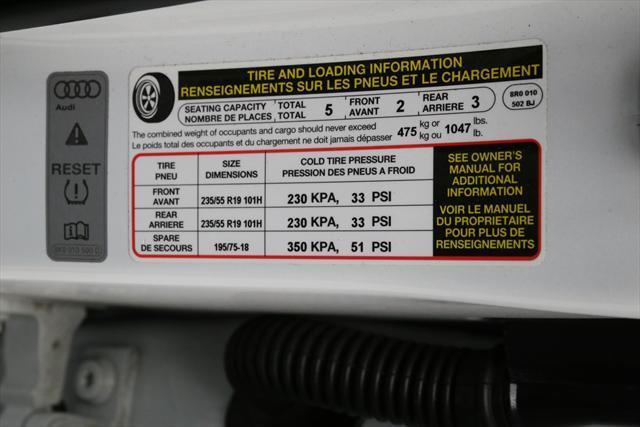 Audi
RESET
8R0 010 500 D
TIRE AND LOADING INFORMATION
RENSEIGNEMENTS SUR LES PNEUS ET LE CHARGEMENT
SEATING CAPACITY TOTAL 5 FRONT 2 REAR 3
NOMBRE DE PLACES TOTAL AVANT ARRIERE
8R0 010
502 BJ
The combined weight of occupants and cargo should never exceed 475 kg or 1047 lbs.
Le poids total des occupants et du chargement ne doit jamais dépasser kg ou lb.
TIRE SIZE COLD TIRE PRESSURE
PNEU DIMENSIONS PRESSION DES PNEUS A FROID
FRONT
AVANT 235/55 R19 101H 230 KPA, 33 PSI
REAR
ARRIERE 235/55 R19 101H 230 KPA, 33 PSI
SPARE
DE SECOURS 195/75-18 350 KPA, 51 PSI
SEE OWNER'S
MANUAL FOR
ADDITIONAL
INFORMATION
VOIR LE MANUEL
DU PROPRIETAIRE
POUR PLUS DE
RENSEIGNEMENTS